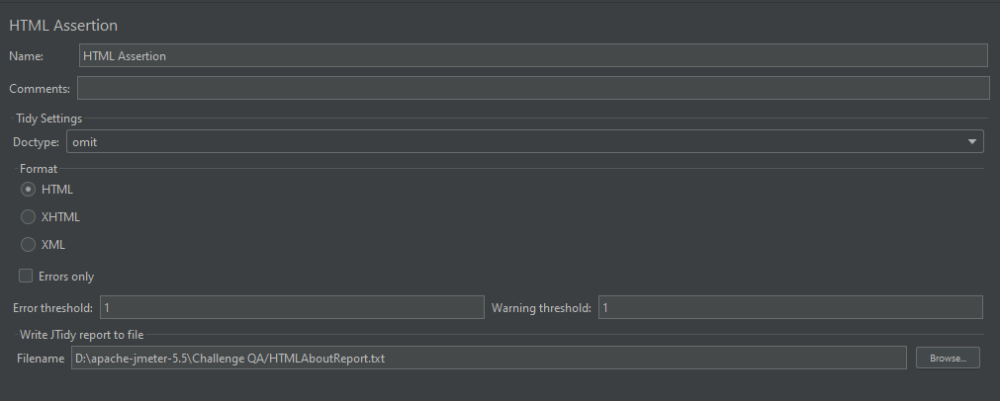 HTML Assertion
Name: HTML Assertion
Comments:
Tidy Settings
Doctype: omit
Format
HTML
XHTML
XML
Errors only
Error threshold: 1 Warning threshold: 1
Write JTidy report to file
Filename D:\apache-jmeter-5.5\Challenge QA/HTMLAboutReport.txt Browse...